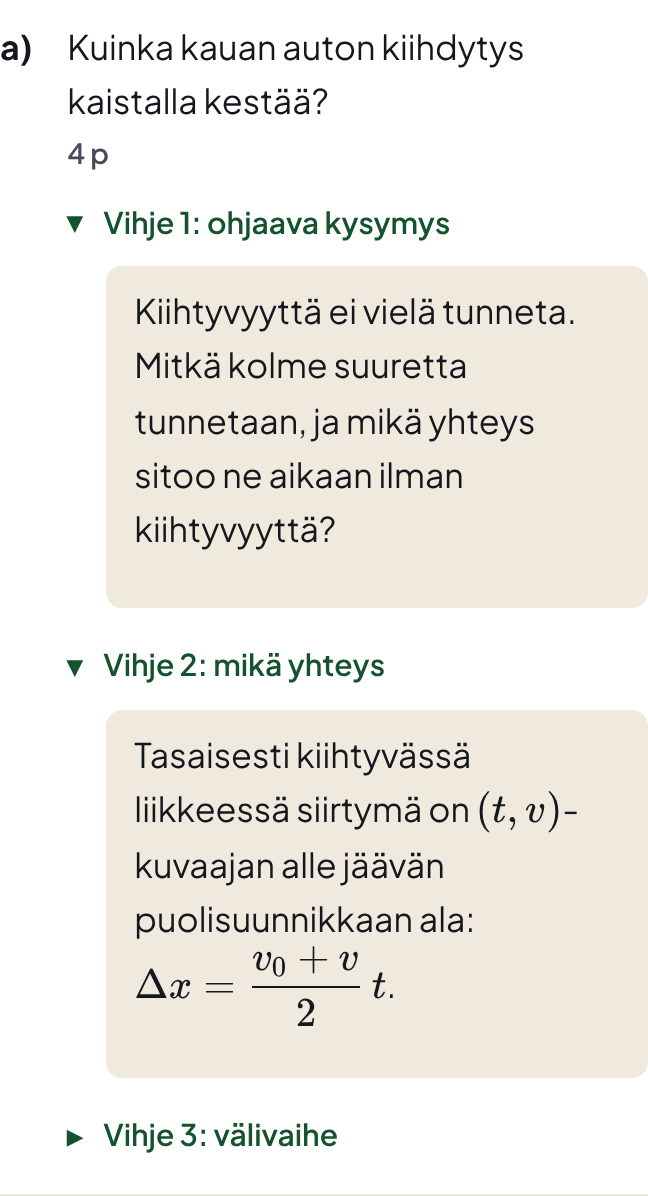 a) Kuinka kauan auton kiihdytys
kaistalla kestää?
4 p
▼ Vihje 1: ohjaava kysymys
Kiihtyvyyttä ei vielä tunneta.
Mitkä kolme suuretta
tunnetaan, ja mikä yhteys
sitoo ne aikaan ilman
kiihtyvyyttä?
▼ Vihje 2: mikä yhteys
Tasaisesti kiihtyvässä
liikkeessä siirtymä on (t, v)-
kuvaajan alle jäävän
puolisuunnikkaan ala:
Δx = (v₀ + v)/2 t.
► Vihje 3: välivaihe